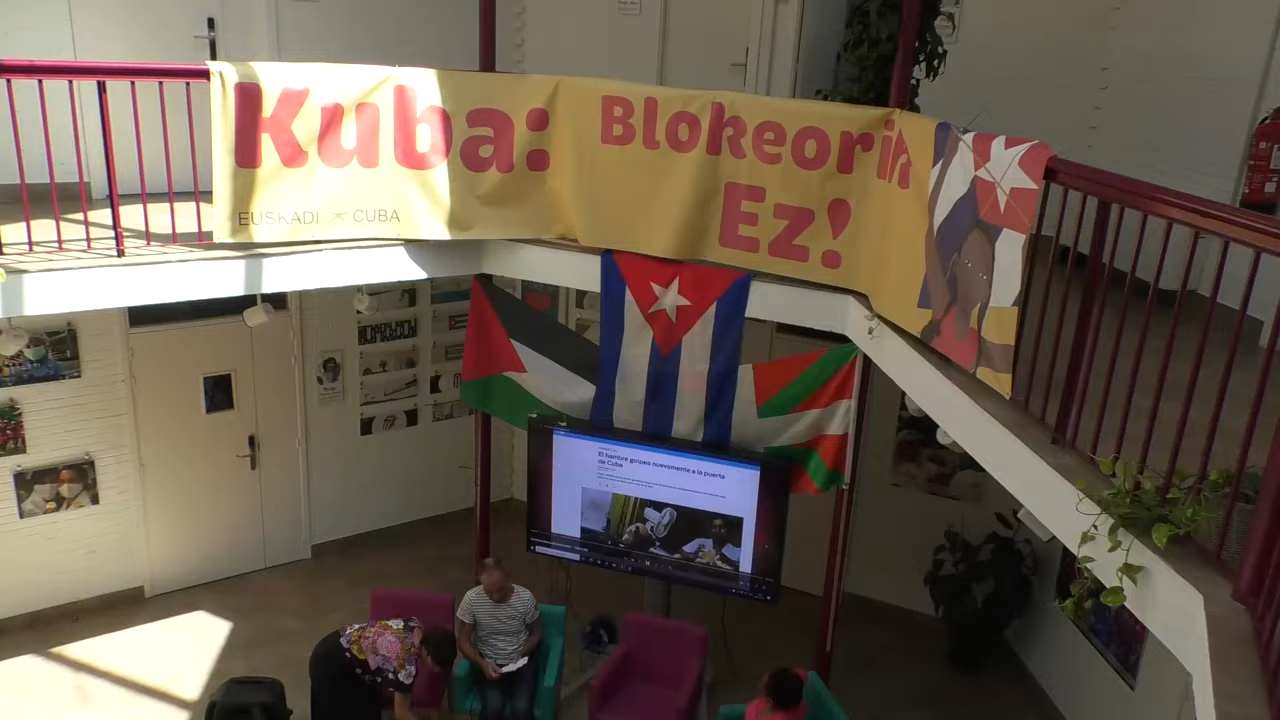 Kuba: Blokeorik
Ez!
EUSKADI CUBA
El hambre golpea nuevamente a la puerta
de Cuba